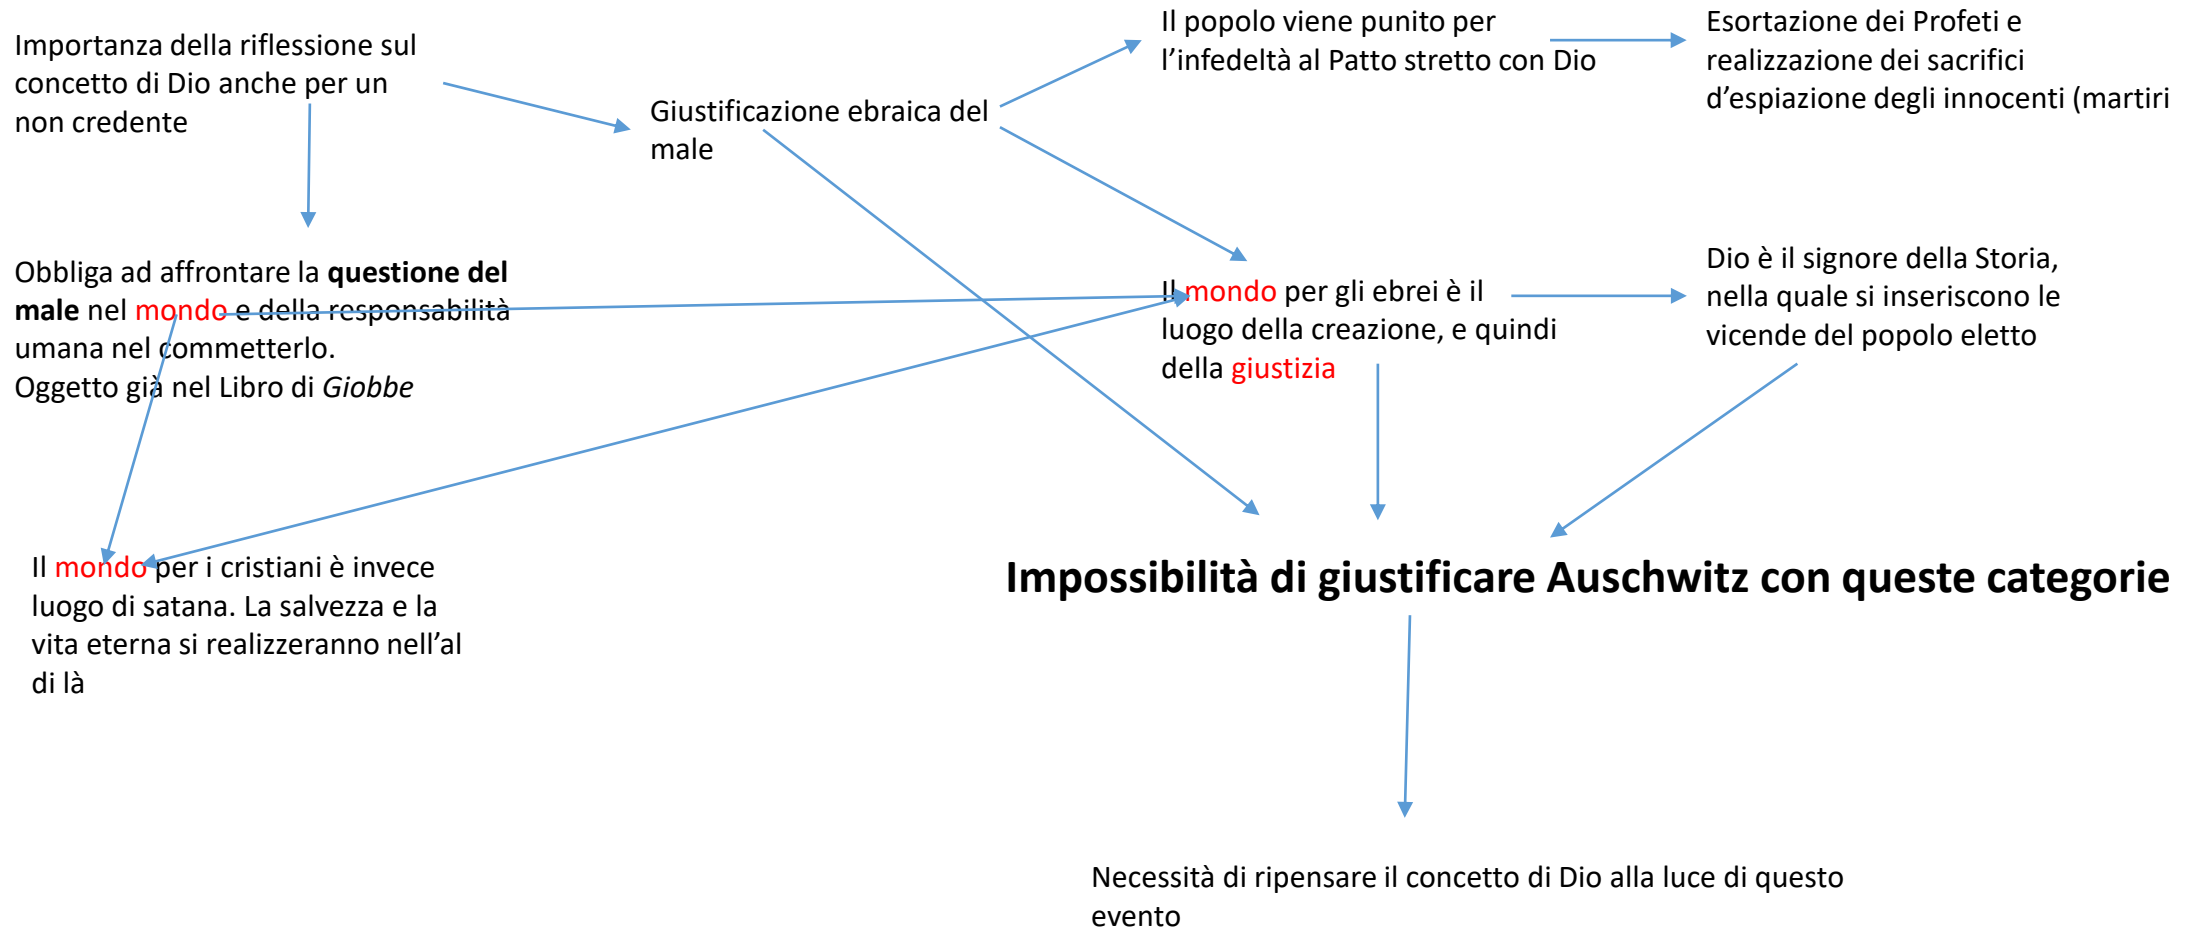 Importanza della riflessione sul
concetto di Dio anche per un
non credente
Giustificazione ebraica del
male
Il popolo viene punito per
l’infedeltà al Patto stretto con Dio
Esortazione dei Profeti e
realizzazione dei sacrifici
d’espiazione degli innocenti (martiri
Obbliga ad affrontare la questione del
male nel mondo e della responsabilità
umana nel commetterlo.
Oggetto già nel Libro di Giobbe
Il mondo per gli ebrei è il
luogo della creazione, e quindi
della giustizia
Dio è il signore della Storia,
nella quale si inseriscono le
vicende del popolo eletto
Il mondo per i cristiani è invece
luogo di satana. La salvezza e la
vita eterna si realizzeranno nell’al
di là
Impossibilità di giustificare Auschwitz con queste categorie
Necessità di ripensare il concetto di Dio alla luce di questo
evento